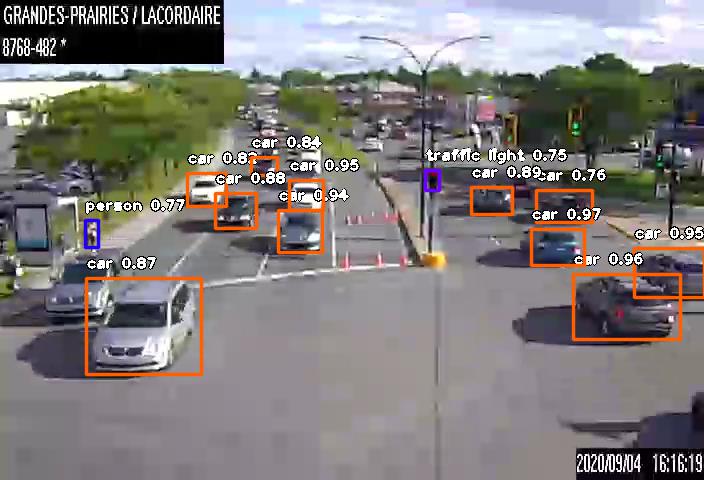 GRANDES-PRAIRIES / LACORDAIRE
8768-482 *
car 0.84
car 0.82
car 0.95
car 0.88
car 0.94
person 0.77
car 0.87
traffic light 0.75
car 0.89
car 0.76
car 0.97
car 0.95
car 0.96
2020/09/04 16:16:19